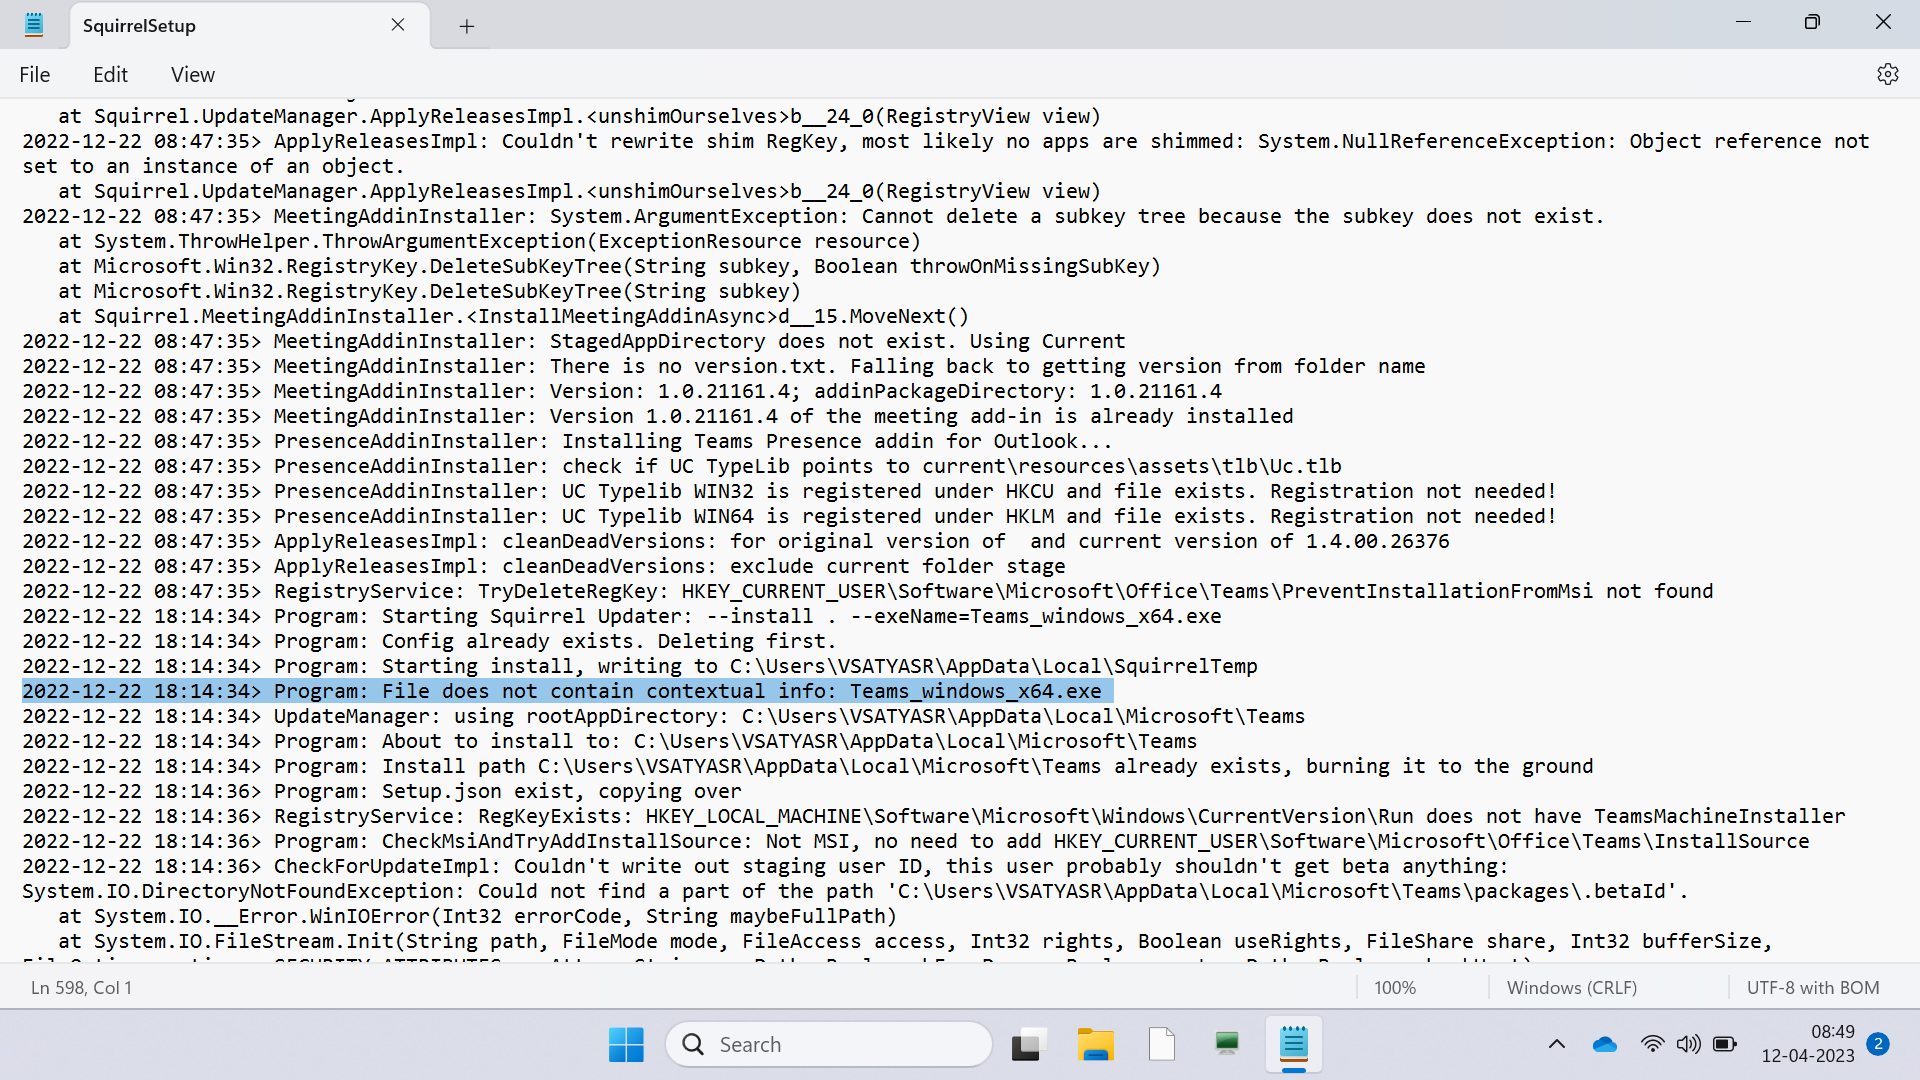 SquirrelSetup
File Edit View
at Squirrel.UpdateManager.ApplyReleasesImpl.<unshimOurselves>b__24_0(RegistryView view)
2022-12-22 08:47:35> ApplyReleasesImpl: Couldn't rewrite shim RegKey, most likely no apps are shimmed: System.NullReferenceException: Object reference not
set to an instance of an object.
at Squirrel.UpdateManager.ApplyReleasesImpl.<unshimOurselves>b__24_0(RegistryView view)
2022-12-22 08:47:35> MeetingAddinInstaller: System.ArgumentException: Cannot delete a subkey tree because the subkey does not exist.
at System.ThrowHelper.ThrowArgumentException(ExceptionResource resource)
at Microsoft.Win32.RegistryKey.DeleteSubKeyTree(String subkey, Boolean throwOnMissingSubKey)
at Microsoft.Win32.RegistryKey.DeleteSubKeyTree(String subkey)
at Squirrel.MeetingAddinInstaller.<InstallMeetingAddinAsync>d__15.MoveNext()
2022-12-22 08:47:35> MeetingAddinInstaller: StagedAppDirectory does not exist. Using Current
2022-12-22 08:47:35> MeetingAddinInstaller: There is no version.txt. Falling back to getting version from folder name
2022-12-22 08:47:35> MeetingAddinInstaller: Version: 1.0.21161.4; addinPackageDirectory: 1.0.21161.4
2022-12-22 08:47:35> MeetingAddinInstaller: Version 1.0.21161.4 of the meeting add-in is already installed
2022-12-22 08:47:35> PresenceAddinInstaller: Installing Teams Presence addin for Outlook...
2022-12-22 08:47:35> PresenceAddinInstaller: check if UC TypeLib points to current\resources\assets\tlb\Uc.tlb
2022-12-22 08:47:35> PresenceAddinInstaller: UC Typelib WIN32 is registered under HKCU and file exists. Registration not needed!
2022-12-22 08:47:35> PresenceAddinInstaller: UC Typelib WIN64 is registered under HKLM and file exists. Registration not needed!
2022-12-22 08:47:35> ApplyReleasesImpl: cleanDeadVersions: for original version of  and current version of 1.4.00.26376
2022-12-22 08:47:35> ApplyReleasesImpl: cleanDeadVersions: exclude current folder stage
2022-12-22 08:47:35> RegistryService: TryDeleteRegKey: HKEY_CURRENT_USER\Software\Microsoft\Office\Teams\PreventInstallationFromMsi not found
2022-12-22 18:14:34> Program: Starting Squirrel Updater: --install . --exeName=Teams_windows_x64.exe
2022-12-22 18:14:34> Program: Config already exists. Deleting first.
2022-12-22 18:14:34> Program: Starting install, writing to C:\Users\VSATYASR\AppData\Local\SquirrelTemp
2022-12-22 18:14:34> Program: File does not contain contextual info: Teams_windows_x64.exe
2022-12-22 18:14:34> UpdateManager: using rootAppDirectory: C:\Users\VSATYASR\AppData\Local\Microsoft\Teams
2022-12-22 18:14:34> Program: About to install to: C:\Users\VSATYASR\AppData\Local\Microsoft\Teams
2022-12-22 18:14:34> Program: Install path C:\Users\VSATYASR\AppData\Local\Microsoft\Teams already exists, burning it to the ground
2022-12-22 18:14:36> Program: Setup.json exist, copying over
2022-12-22 18:14:36> RegistryService: RegKeyExists: HKEY_LOCAL_MACHINE\Software\Microsoft\Windows\CurrentVersion\Run does not have TeamsMachineInstaller
2022-12-22 18:14:36> Program: CheckMsiAndTryAddInstallSource: Not MSI, no need to add HKEY_CURRENT_USER\Software\Microsoft\Office\Teams\InstallSource
2022-12-22 18:14:36> CheckForUpdateImpl: Couldn't write out staging user ID, this user probably shouldn't get beta anything:
System.IO.DirectoryNotFoundException: Could not find a part of the path 'C:\Users\VSATYASR\AppData\Local\Microsoft\Teams\packages\.betaId'.
at System.IO.__Error.WinIOError(Int32 errorCode, String maybeFullPath)
at System.IO.FileStream.Init(String path, FileMode mode, FileAccess access, Int32 rights, Boolean useRights, FileShare share, Int32 bufferSize,
Ln 598, Col 1 100% Windows (CRLF) UTF-8 with BOM
Search
08:49
12-04-2023
2